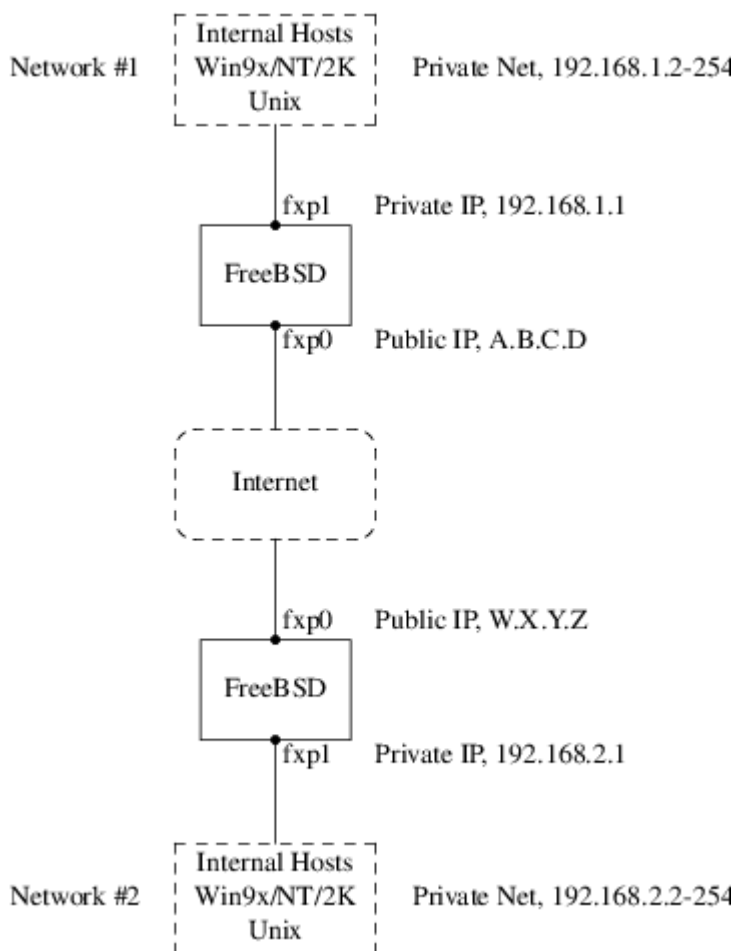 Internal Hosts
Network #1 Win9x/NT/2K Private Net, 192.168.1.2-254
Unix
fxp1 Private IP, 192.168.1.1
FreeBSD
fxp0 Public IP, A.B.C.D
Internet
fxp0 Public IP, W.X.Y.Z
FreeBSD
fxp1 Private IP, 192.168.2.1
Internal Hosts
Network #2 Win9x/NT/2K Private Net, 192.168.2.2-254
Unix